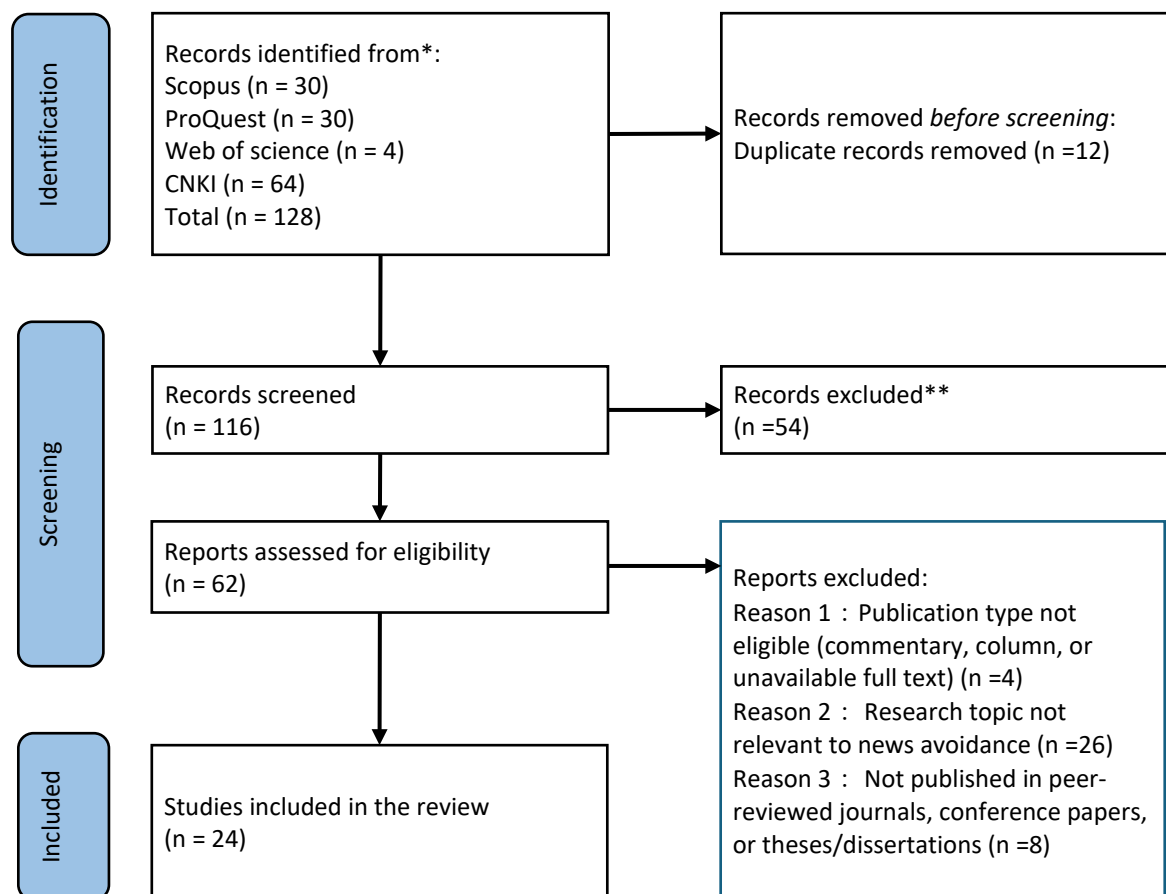 Identification
Records identified from*:
Scopus (n = 30)
ProQuest (n = 30)
Web of science (n = 4)
CNKI (n = 64)
Total (n = 128)
Records removed before screening:
Duplicate records removed (n =12)
Screening
Records screened
(n = 116)
Records excluded**
(n =54)
Reports assessed for eligibility
(n = 62)
Reports excluded:
Reason 1： Publication type not
eligible (commentary, column, or
unavailable full text) (n =4)
Reason 2： Research topic not
relevant to news avoidance (n =26)
Reason 3： Not published in peer-
reviewed journals, conference papers,
or theses/dissertations (n =8)
Included
Studies included in the review
(n = 24)